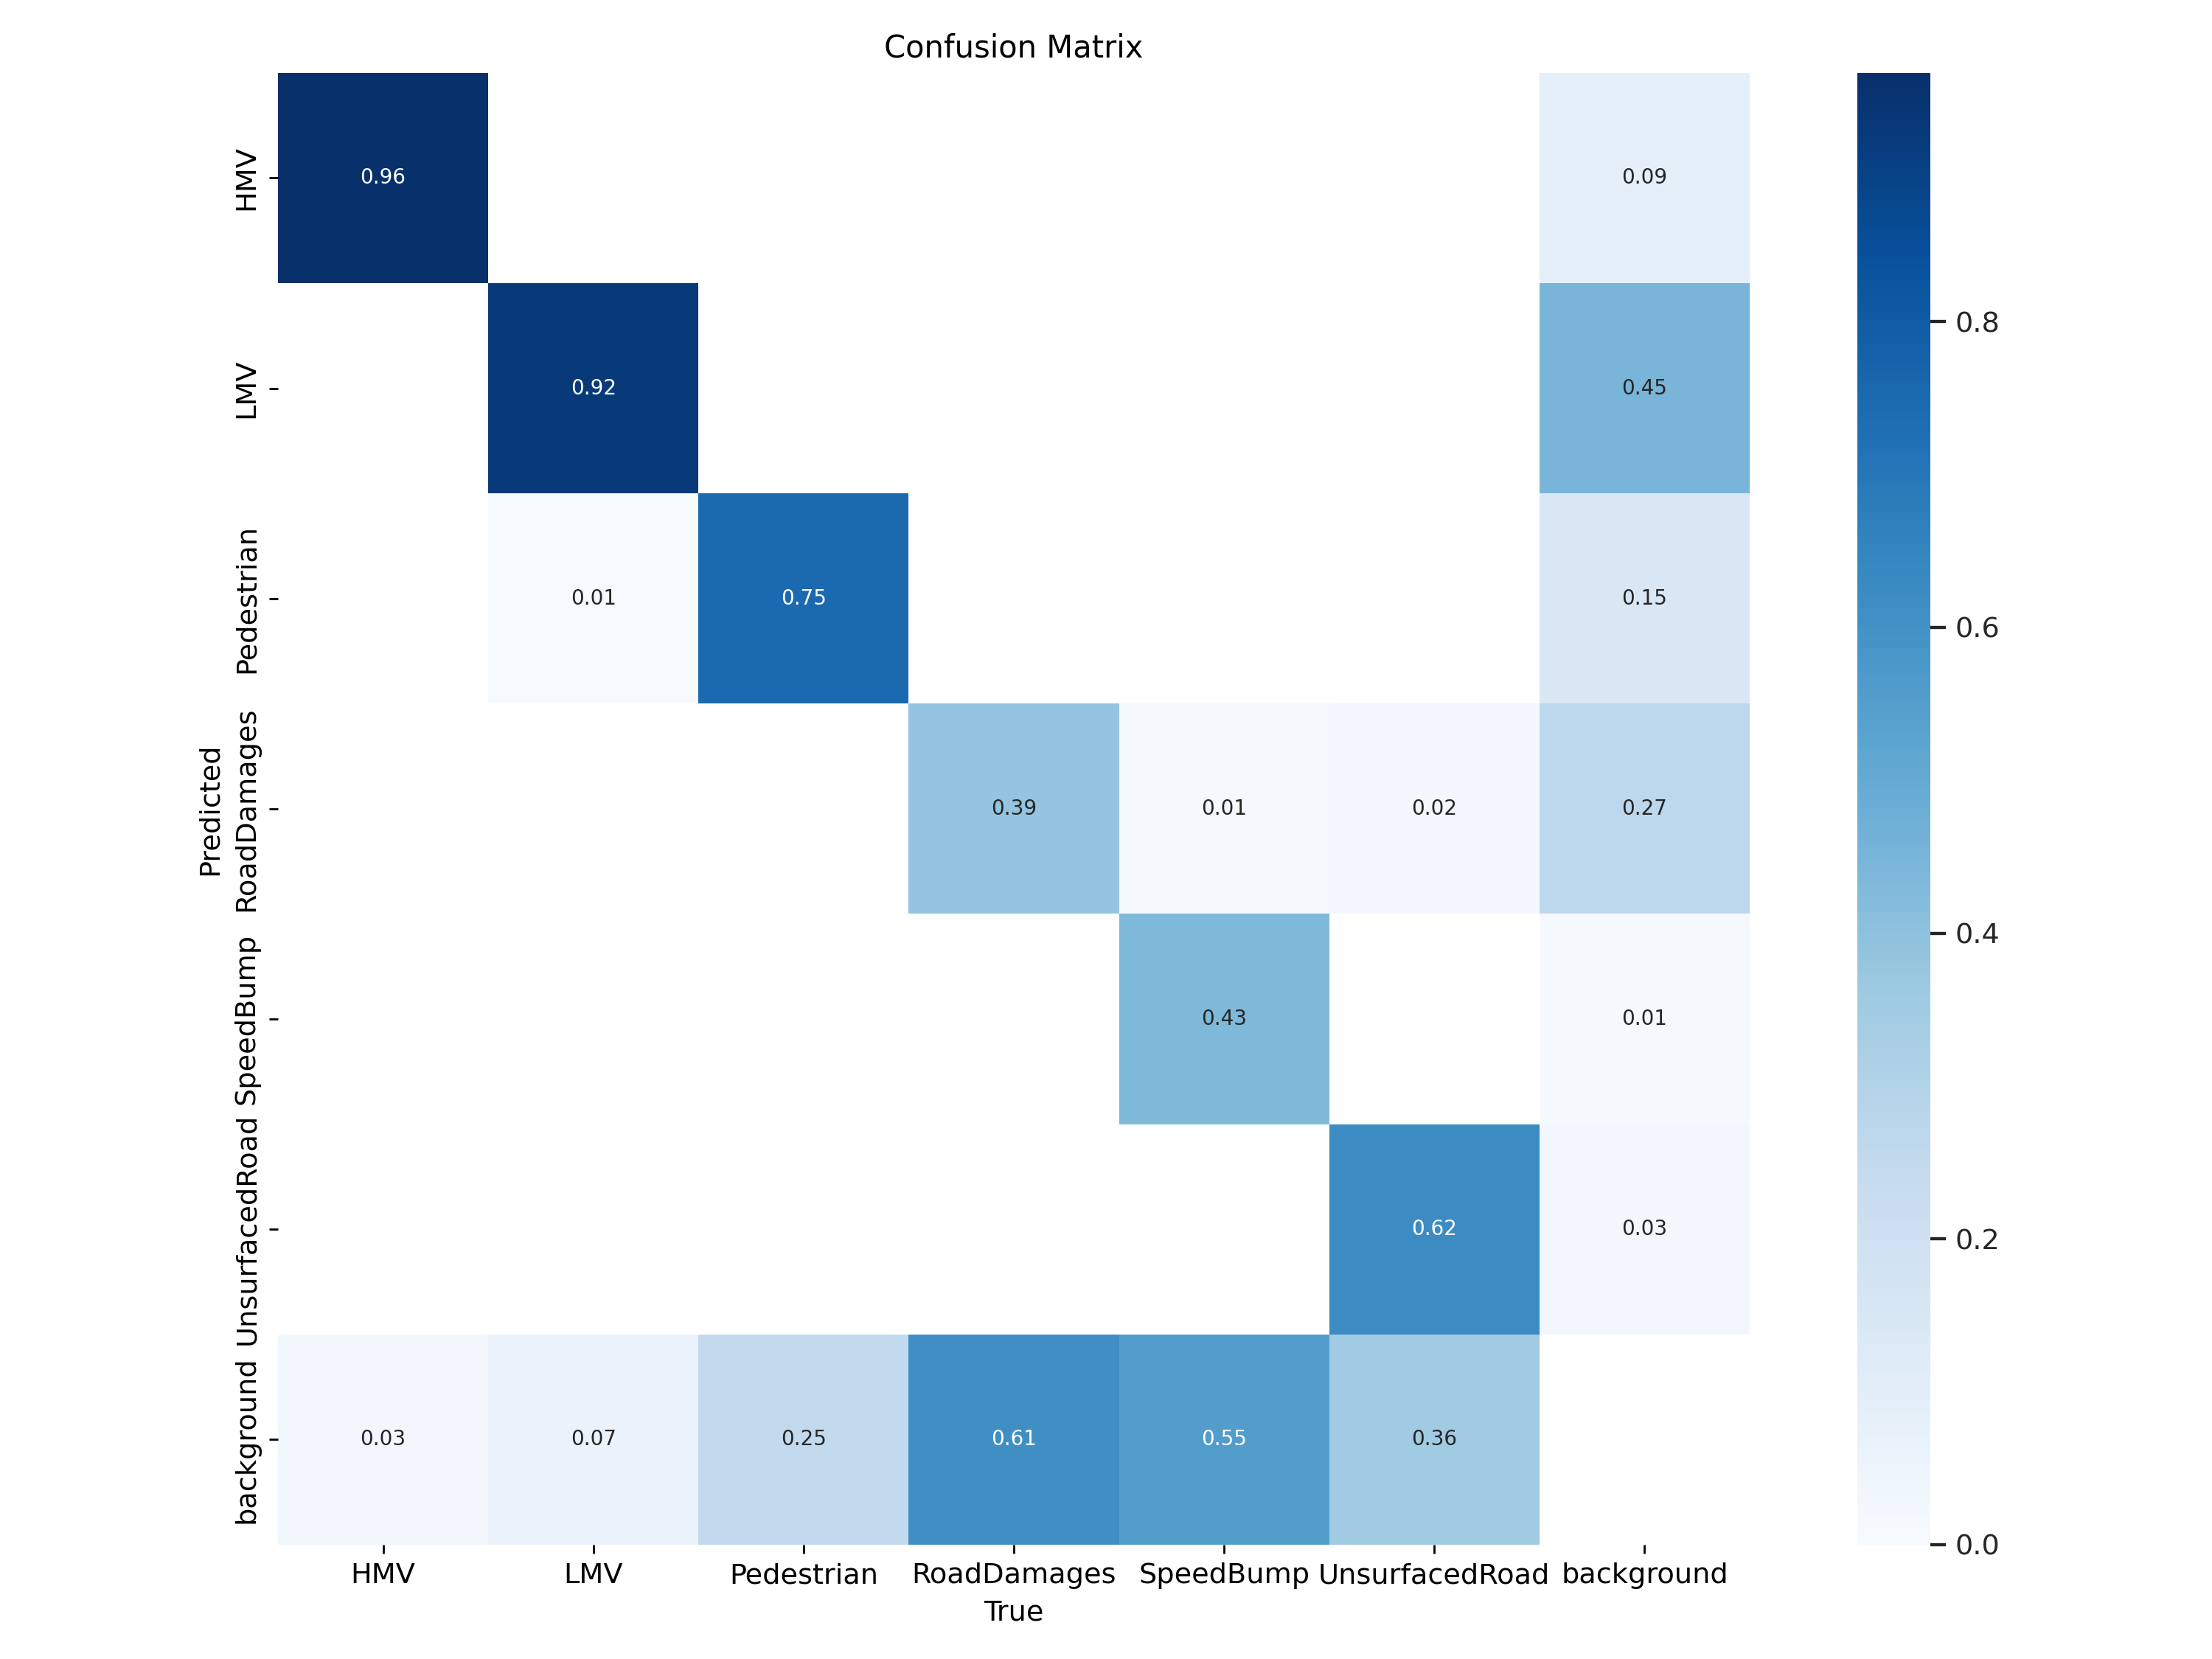 Confusion Matrix
HMV
0.96
0.09
LMV
0.92
0.45
Pedestrian
0.01
0.75
0.15
RoadDamages
0.39
0.01
0.02
0.27
SpeedBump
0.43
0.01
UnsurfacedRoad
0.62
0.03
background
0.03
0.07
0.25
0.61
0.55
0.36
Predicted
HMV
LMV
Pedestrian
RoadDamages
SpeedBump
UnsurfacedRoad
background
True
0.8
0.6
0.4
0.2
0.0